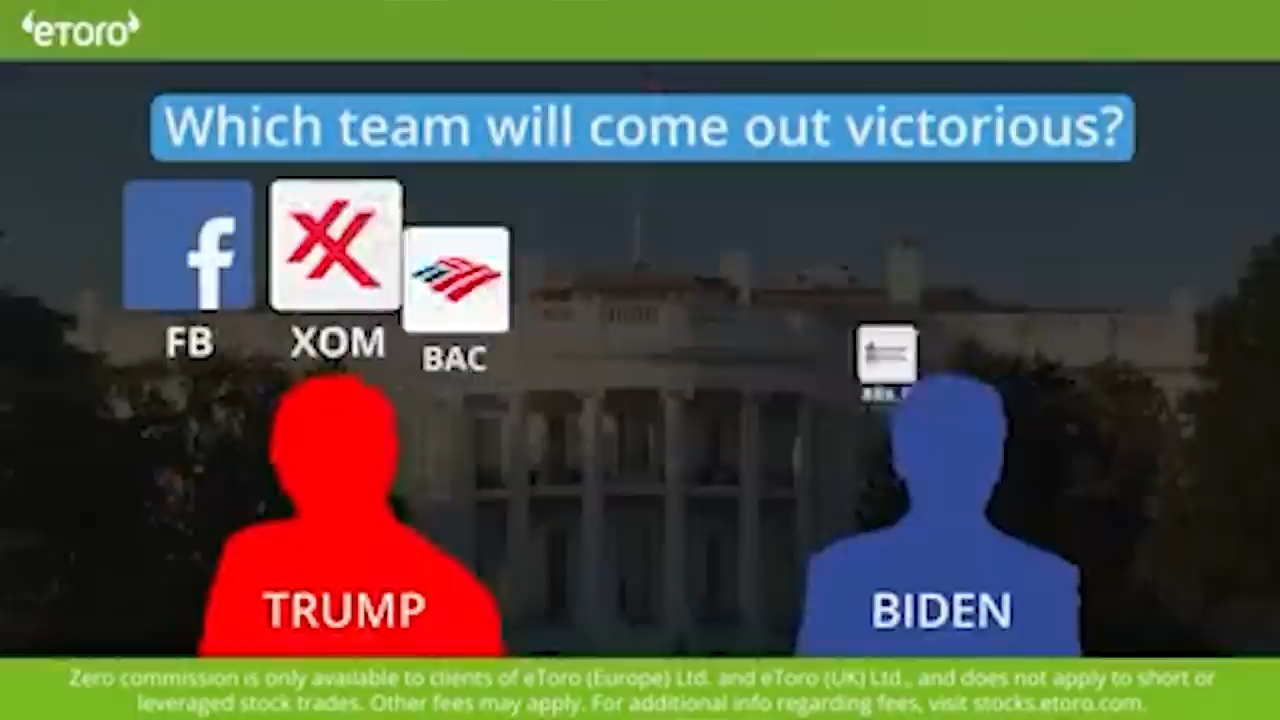 eToro
Which team will come out victorious?
FB
XOM
BAC
TRUMP
BIDEN
Zero commission is only available to clients of eToro (Europe) Ltd. and eToro (UK) Ltd., and does not apply to short or
leveraged stock trades. Other fees may apply. For additional info regarding fees, visit stocks.etoro.com.